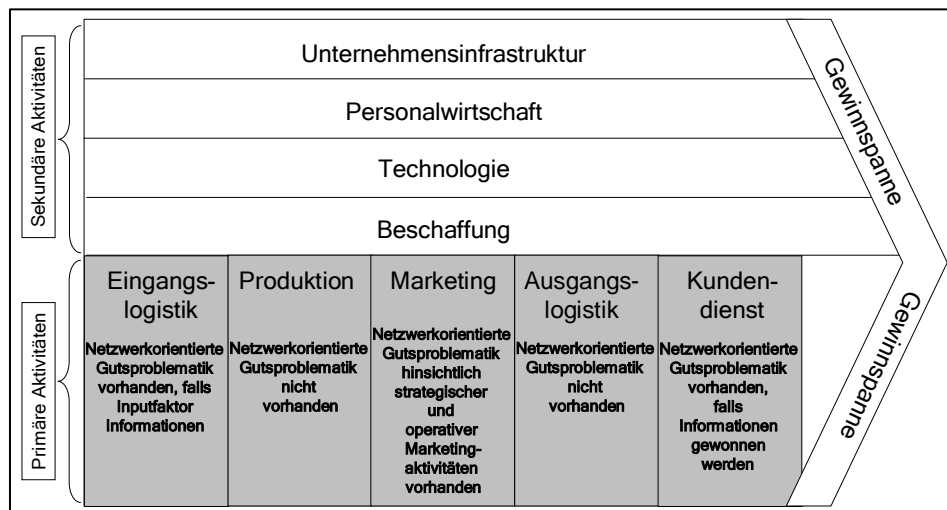 Sekundäre Aktivitäten
Unternehmensinfrastruktur
Personalwirtschaft
Technologie
Beschaffung
Gewinnspanne
Primäre Aktivitäten
Eingangs-
logistik
Netzwerkorientierte
Gutsproblematik
vorhanden, falls
Inputfaktor
Informationen
Produktion
Netzwerkorientierte
Gutsproblematik
nicht
vorhanden
Marketing
Netzwerkorientierte
Gutsproblematik
hinsichtlich
strategischer
und
operativer
Marketing-
aktivitäten
vorhanden
Ausgangs-
logistik
Netzwerkorientierte
Gutsproblematik
nicht
vorhanden
Kunden-
dienst
Netzwerkorientierte
Gutsproblematik
vorhanden,
falls
Informationen
gewonnen
werden
Gewinnspanne